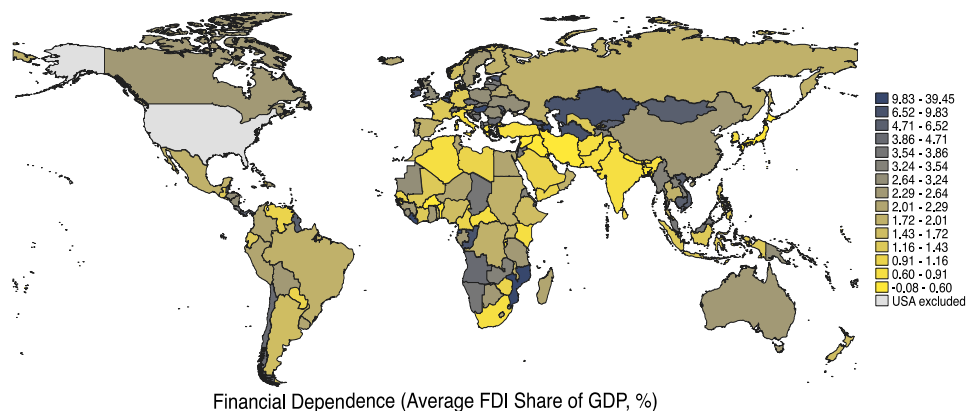 9.83 - 39.45
6.52 - 9.83
4.71 - 6.52
3.86 - 4.71
3.54 - 3.86
3.24 - 3.54
2.64 - 3.24
2.29 - 2.64
2.01 - 2.29
1.72 - 2.01
1.43 - 1.72
1.16 - 1.43
0.91 - 1.16
0.60 - 0.91
-0.08 - 0.60
USA excluded
Financial Dependence (Average FDI Share of GDP, %)